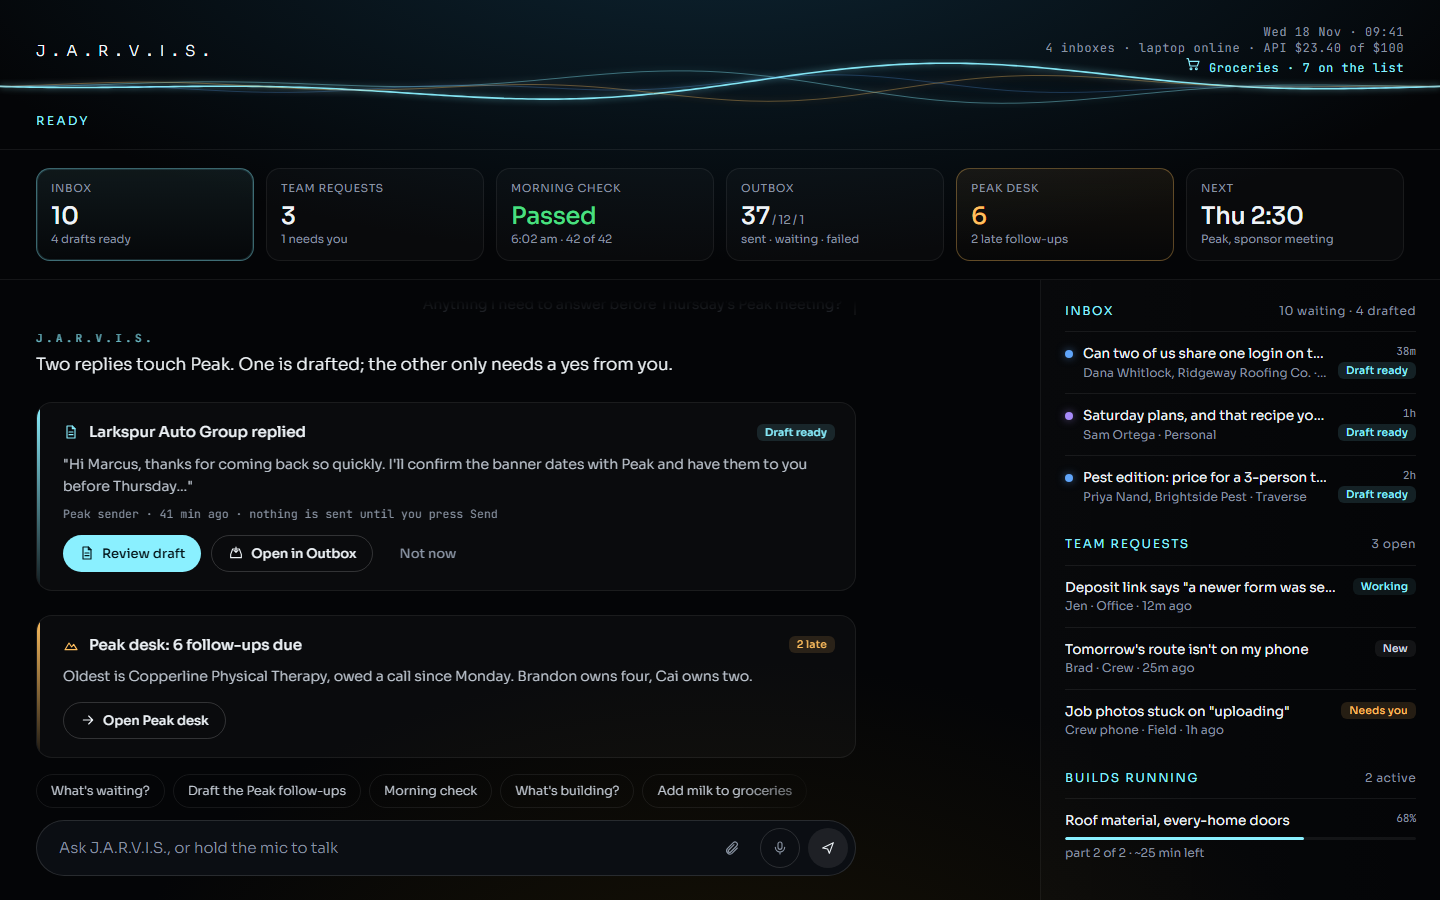 J.A.R.V.I.S.
Wed 18 Nov · 09:41
4 inboxes · laptop online · API $23.40 of $100
Groceries · 7 on the list
READY
INBOX
10
4 drafts ready
TEAM REQUESTS
3
1 needs you
MORNING CHECK
Passed
6:02 am · 42 of 42
OUTBOX
37 / 12 / 1
sent · waiting · failed
PEAK DESK
6
2 late follow-ups
NEXT
Thu 2:30
Peak, sponsor meeting
Anything I need to answer before Thursday's Peak meeting?
J.A.R.V.I.S.
Two replies touch Peak. One is drafted; the other only needs a yes from you.
Larkspur Auto Group replied
Draft ready
"Hi Marcus, thanks for coming back so quickly. I'll confirm the banner dates with Peak and have them to you
before Thursday..."
Peak sender · 41 min ago · nothing is sent until you press Send
Review draft
Open in Outbox
Not now
Peak desk: 6 follow-ups due
2 late
Oldest is Copperline Physical Therapy, owed a call since Monday. Brandon owns four, Cai owns two.
Open Peak desk
What's waiting?
Draft the Peak follow-ups
Morning check
What's building?
Add milk to groceries
Ask J.A.R.V.I.S., or hold the mic to talk
INBOX
10 waiting · 4 drafted
Can two of us share one login on t...
38m
Dana Whitlock, Ridgeway Roofing Co. ·...
Draft ready
Saturday plans, and that recipe yo...
1h
Sam Ortega · Personal
Draft ready
Pest edition: price for a 3-person t...
2h
Priya Nand, Brightside Pest · Traverse
Draft ready
TEAM REQUESTS
3 open
Deposit link says "a newer form was se...
Working
Jen · Office · 12m ago
Tomorrow's route isn't on my phone
New
Brad · Crew · 25m ago
Job photos stuck on "uploading"
Needs you
Crew phone · Field · 1h ago
BUILDS RUNNING
2 active
Roof material, every-home doors
68%
part 2 of 2 · ~25 min left